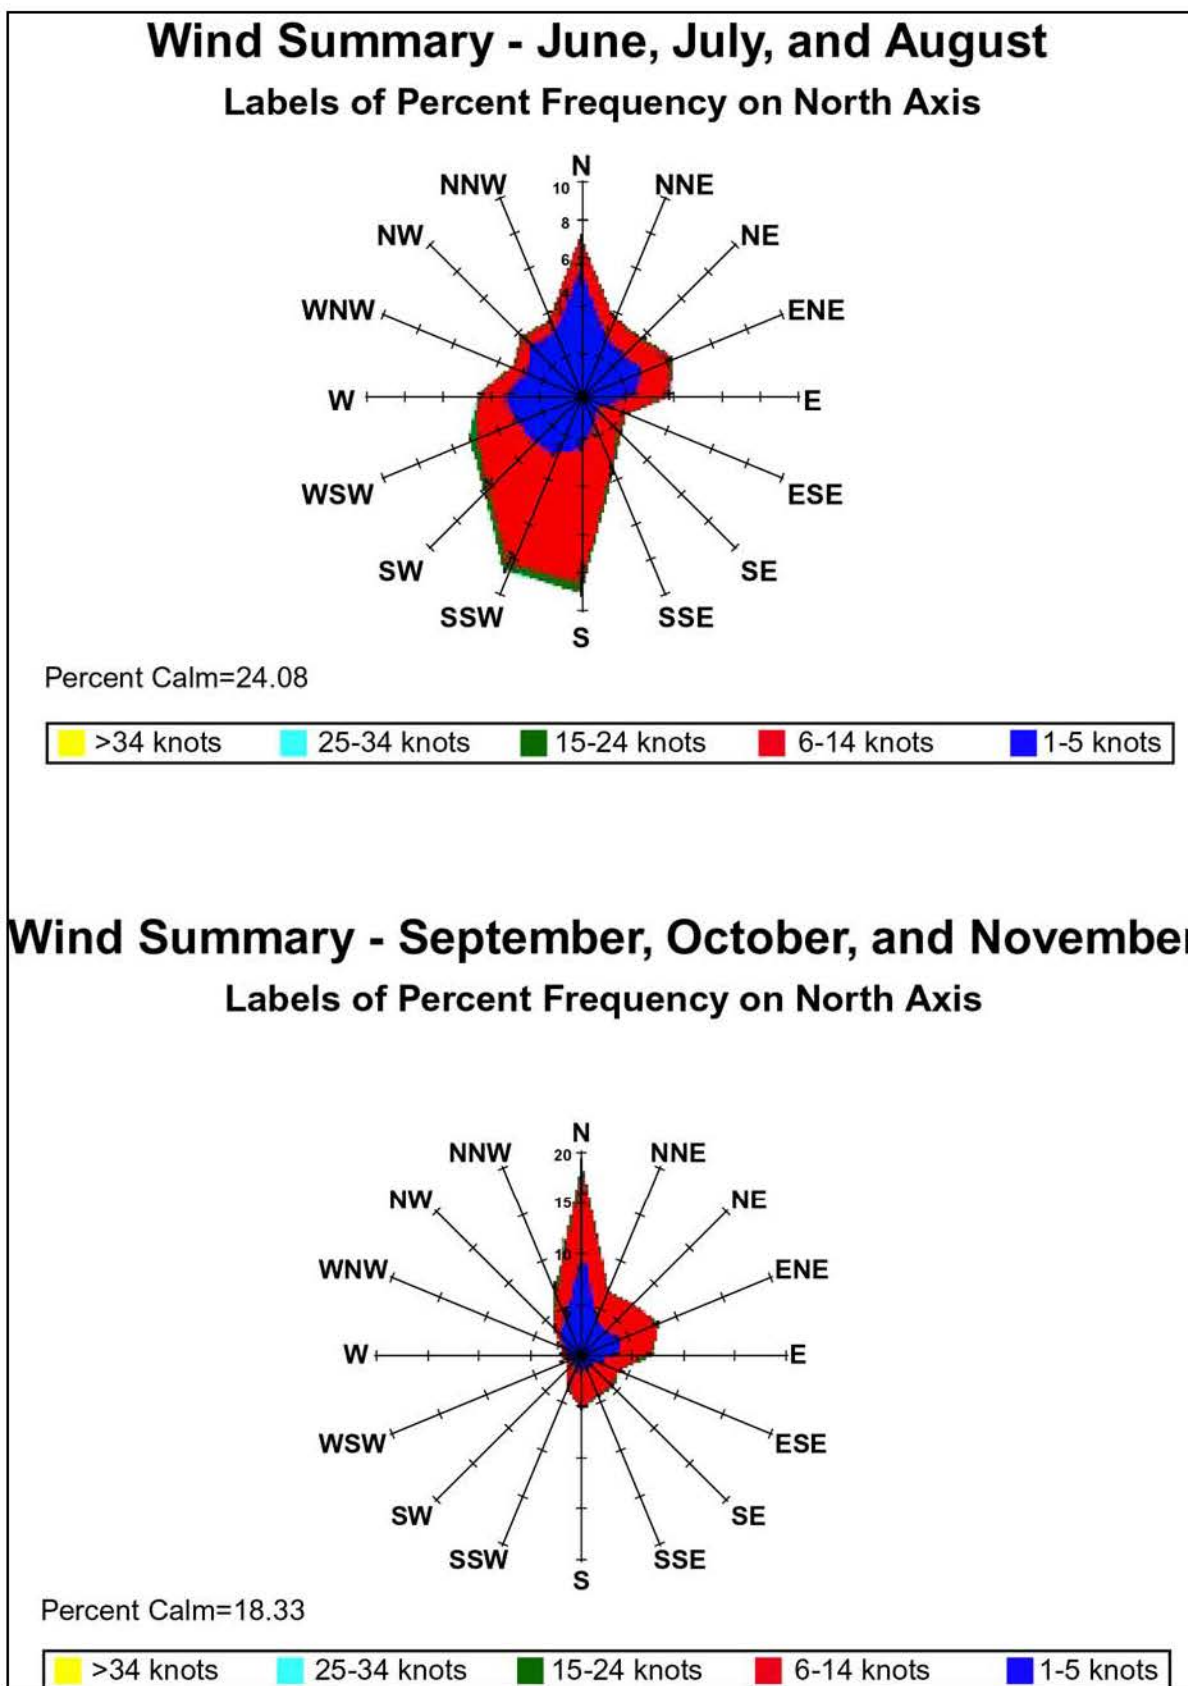 Wind Summary - June, July, and August
Labels of Percent Frequency on North Axis
N
NNW
10
NNE
8
NW
NE
6
4
WNW
ENE
W
E
WSW
ESE
SW
SE
SSW
SSE
S
Percent Calm=24.08
>34 knots 25-34 knots 15-24 knots 6-14 knots 1-5 knots
Wind Summary - September, October, and November
Labels of Percent Frequency on North Axis
N
NNW
20
NNE
NW
15
NE
10
WNW
ENE
W
E
WSW
ESE
SW
SE
SSW
SSE
S
Percent Calm=18.33
>34 knots 25-34 knots 15-24 knots 6-14 knots 1-5 knots